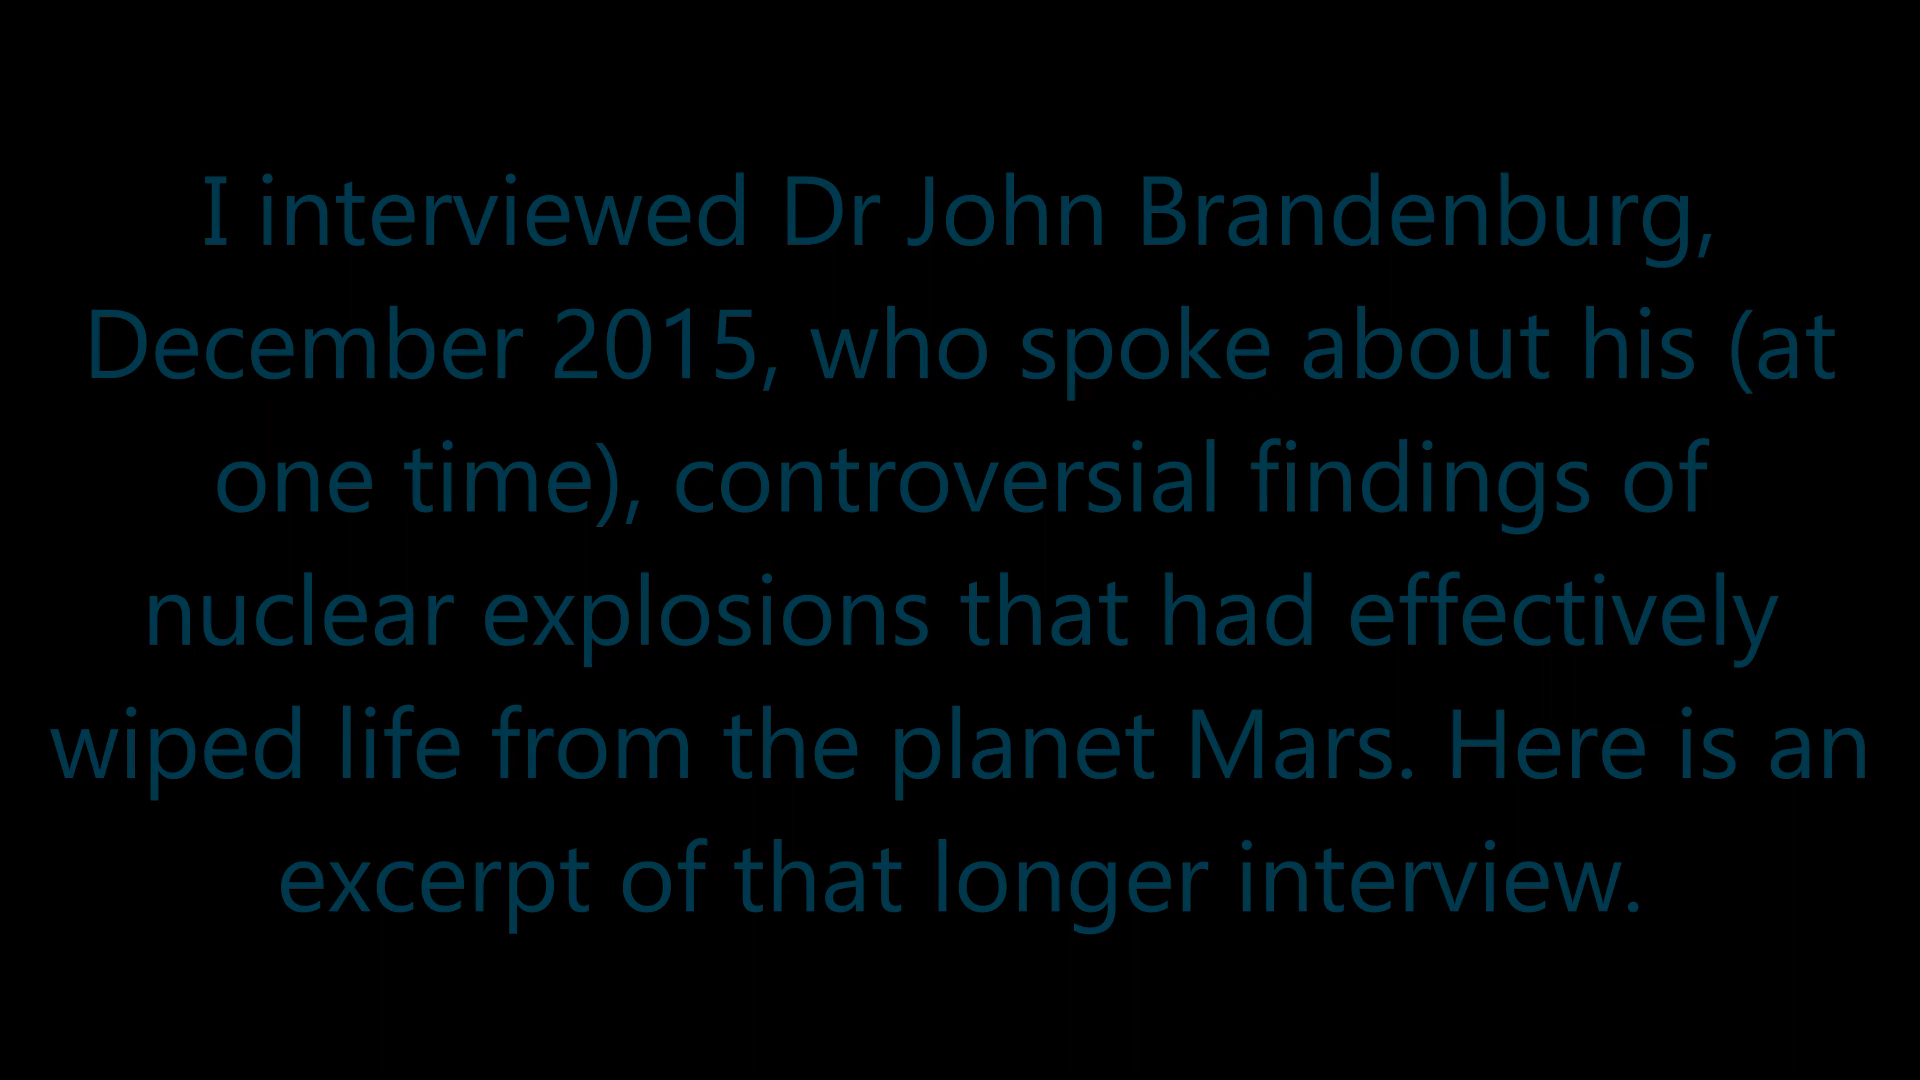 I interviewed Dr John Brandenburg,
December 2015, who spoke about his (at
one time), controversial findings of
nuclear explosions that had effectively
wiped life from the planet Mars. Here is an
excerpt of that longer interview.